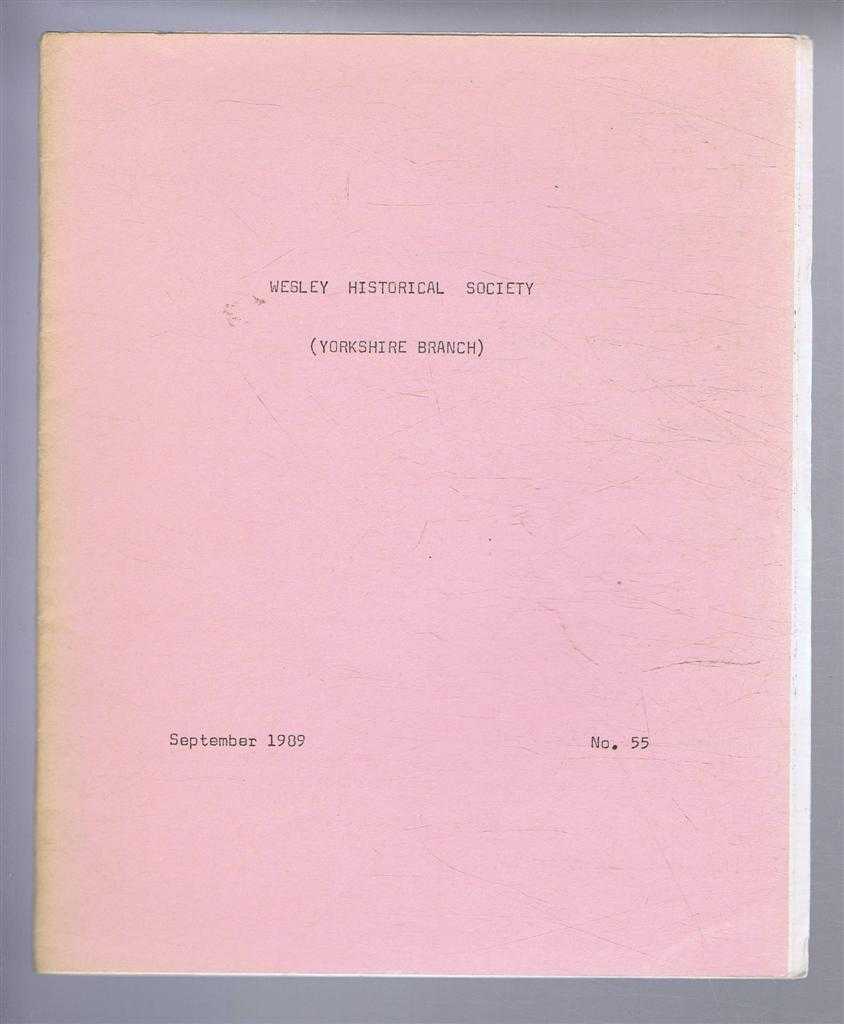 WESLEY HISTORICAL SOCIETY
(YORKSHIRE BRANCH)
September 1989
No. 55